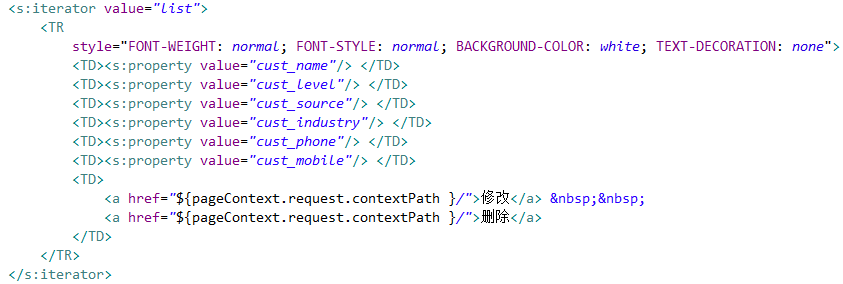 <s:iterator value="list">
<TR
style="FONT-WEIGHT: normal; FONT-STYLE: normal; BACKGROUND-COLOR: white; TEXT-DECORATION: none">
<TD><s:property value="cust_name"/> </TD>
<TD><s:property value="cust_level"/> </TD>
<TD><s:property value="cust_source"/> </TD>
<TD><s:property value="cust_industry"/> </TD>
<TD><s:property value="cust_phone"/> </TD>
<TD><s:property value="cust_mobile"/> </TD>
<TD>
<a href="${pageContext.request.contextPath }/">修改</a> &nbsp;&nbsp;
<a href="${pageContext.request.contextPath }/">删除</a>
</TD>
</TR>
</s:iterator>